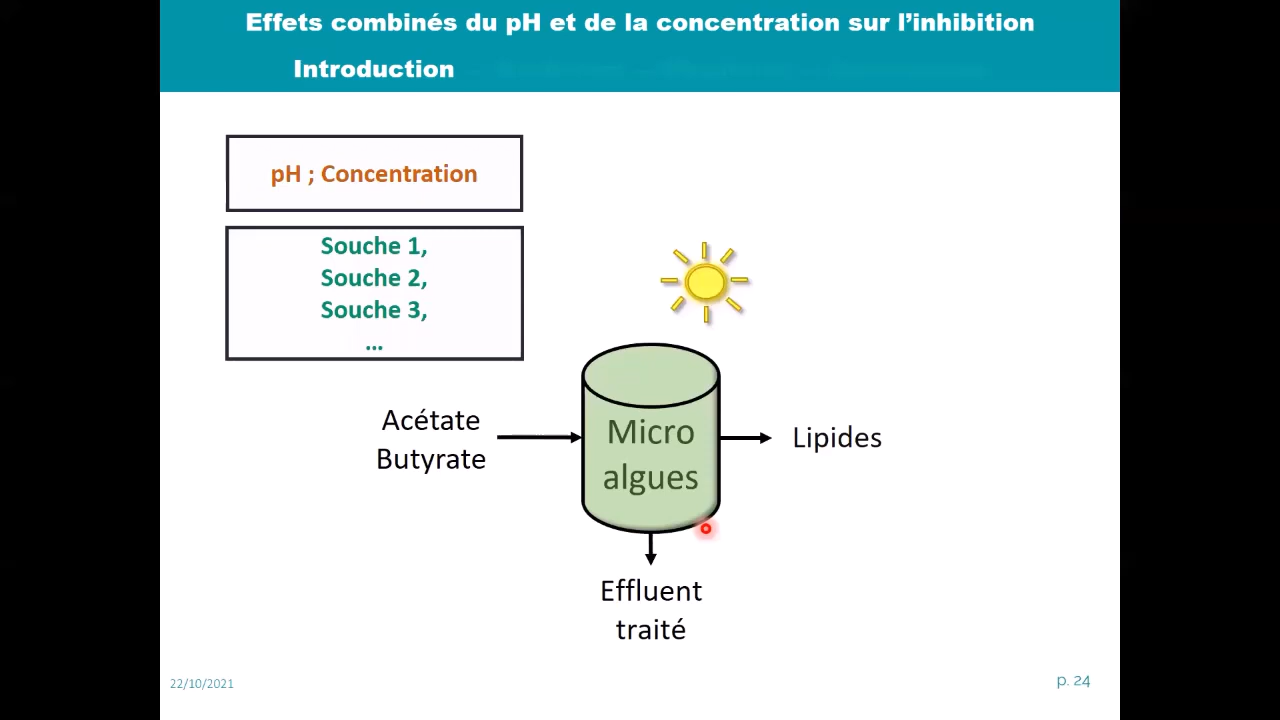 Effets combinés du pH et de la concentration sur l'inhibition
Introduction
pH ; Concentration
Souche 1,
Souche 2,
Souche 3,
...
Acétate
Butyrate
Micro
algues
Lipides
Effluent
traité
22/10/2021
p. 24